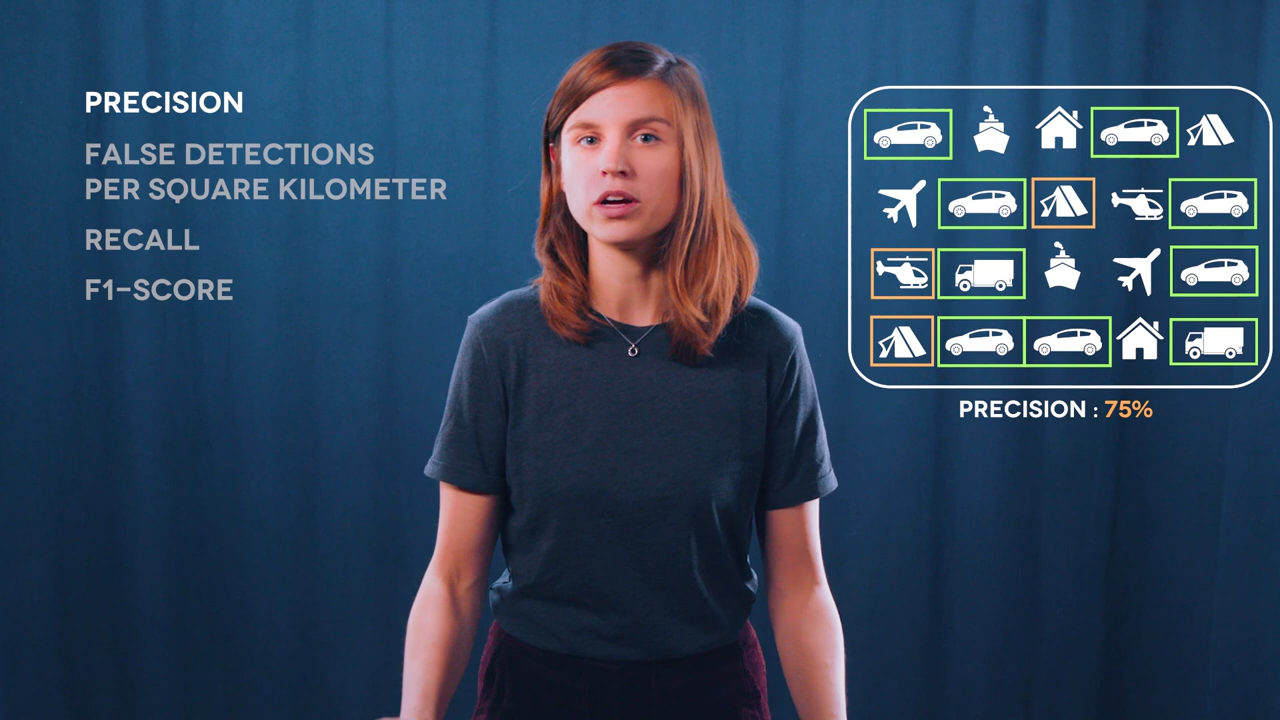 PRECISION
FALSE DETECTIONS
PER SQUARE KILOMETER
RECALL
F1-SCORE
PRECISION : 75%